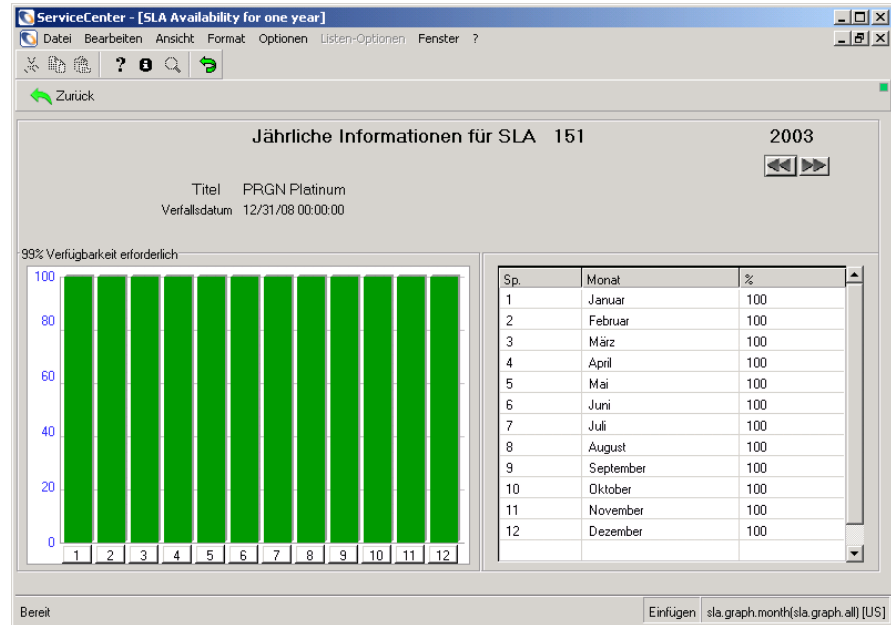 ServiceCenter - [SLA Availability for one year]
Datei Bearbeiten Ansicht Format Optionen Listen-Optionen Fenster ?
Zurück
Jährliche Informationen für SLA 151 2003
Titel PRGN Platinum
Verfallsdatum 12/31/08 00:00:00
99% Verfügbarkeit erforderlich
100
80
60
40
20
0
1 2 3 4 5 6 7 8 9 10 11 12
Sp. Monat %
1 Januar 100
2 Februar 100
3 März 100
4 April 100
5 Mai 100
6 Juni 100
7 Juli 100
8 August 100
9 September 100
10 Oktober 100
11 November 100
12 Dezember 100
Bereit Einfügen sla.graph.month(sla.graph.all) [US]